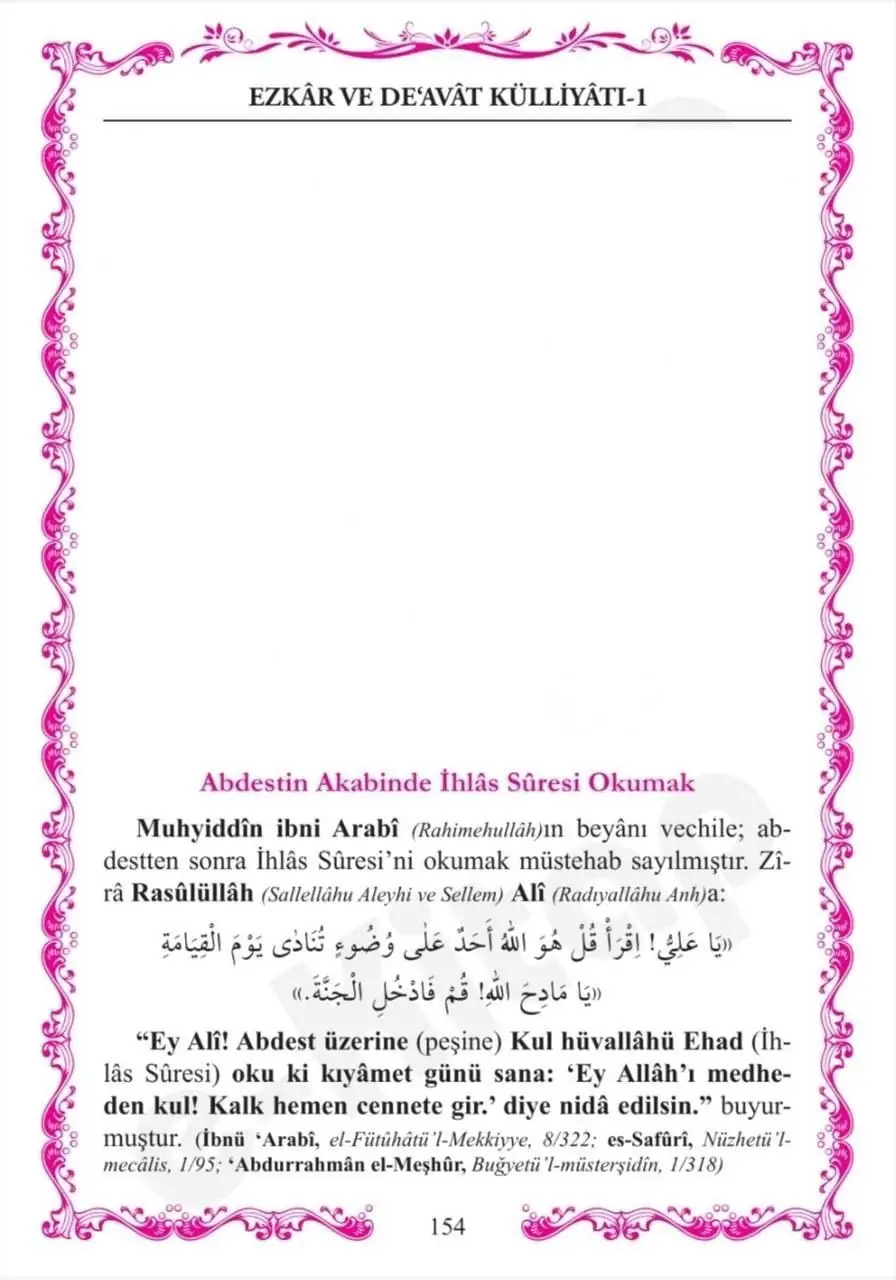 EZKÂR VE DE‘AVÂT KÜLLİYÂTI-1
Abdestin Akabinde İhlâs Sûresi Okumak
Muhyiddîn ibni Arabî (Rahimehullâh)ın beyânı vechile; ab-
destten sonra İhlâs Sûresi’ni okumak müstehab sayılmıştır. Zî-
râ Rasûlüllâh (Sallellâhu Aleyhi ve Sellem) Alî (Radıyallâhu Anh)a:
«يَا عَلِيُّ! اِقْرَأْ قُلْ هُوَ اللهُ أَحَدٌ عَلٰى وُضُوءٍ تُنَادٰى يَوْمَ الْقِيَامَةِ
«يَا مَادِحَ اللهِ! قُمْ فَادْخُلِ الْجَنَّةَ.»
“Ey Alî! Abdest üzerine (peşine) Kul hüvallâhü Ehad (İh-
lâs Sûresi) oku ki kıyâmet günü sana: ‘Ey Allâh’ı medhe-
den kul! Kalk hemen cennete gir.’ diye nidâ edilsin.” buyur-
muştur. (İbnü ‘Arabî, el-Fütûhâtü’l-Mekkiyye, 8/322; es-Safûrî, Nüzhetü’l-
mecâlis, 1/95; ‘Abdurrahmân el-Meşhûr, Buğyetü’l-müsterşidîn, 1/318)
154